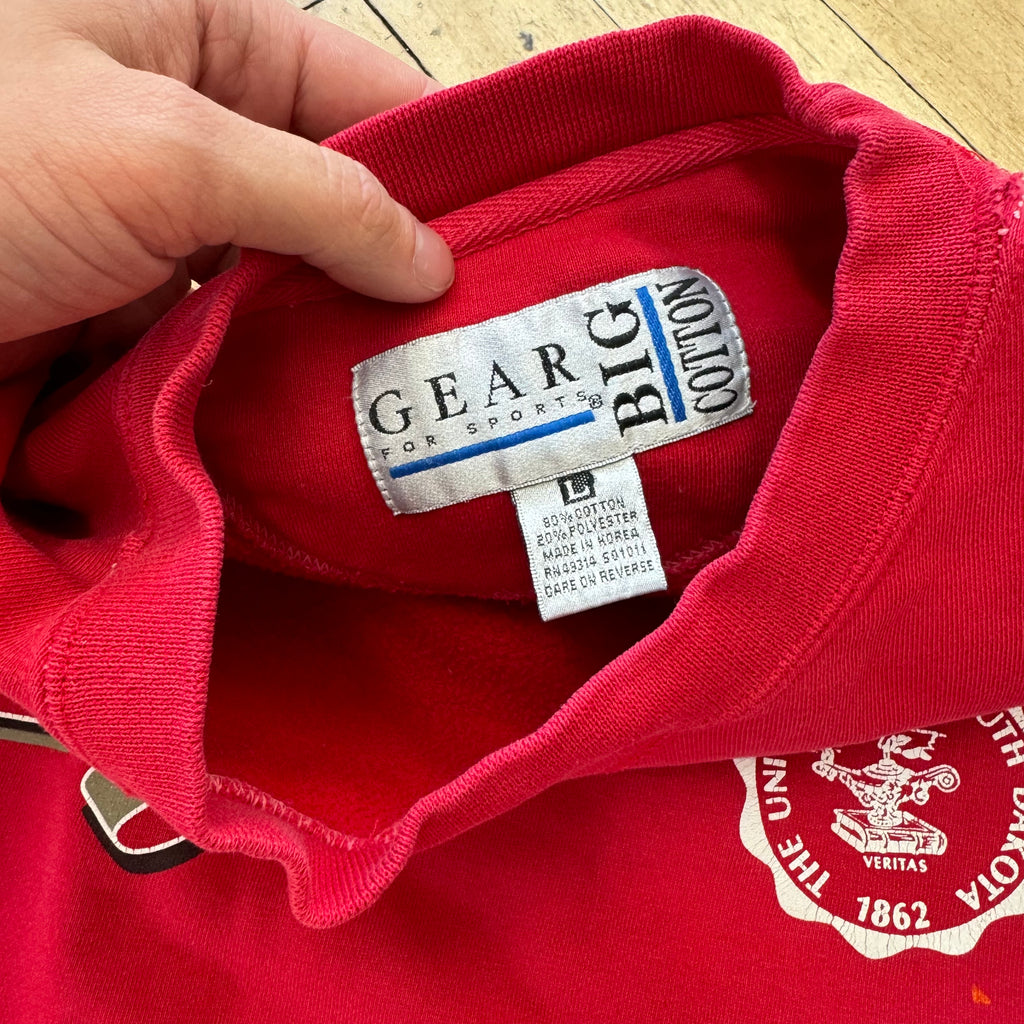 GEAR
FOR SPORTS®
BIG
COTTON
L
80% COTTON
20% POLYESTER
MADE IN KOREA
RN49314 S01011
CARE ON REVERSE
THE UNI
TH DAKOTA
VERITAS
1862